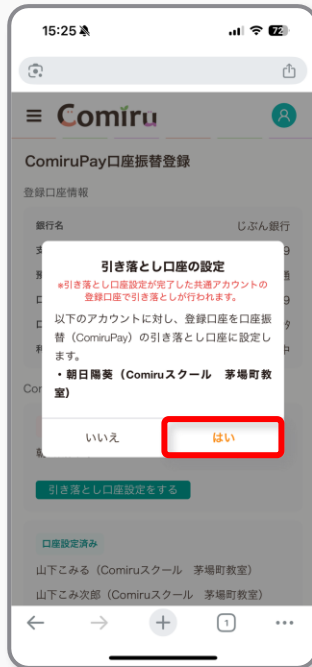 15:25
72
Comiru
ComiruPay口座振替登録
登録口座情報
銀行名 じぶん銀行
引き落とし口座の設定
*引き落とし口座設定が完了した共通アカウントの
登録口座で引き落としが行われます。
以下のアカウントに対し、登録口座を口座振
替（ComiruPay）の引き落とし口座に設定し
ます。
・朝日陽葵（Comiruスクール 茅場町教
室）
いいえ はい
引き落とし口座設定をする
口座設定済み
山下こみる（Comiruスクール 茅場町教室）
山下こみ次郎（Comiruスクール 茅場町教室）
1